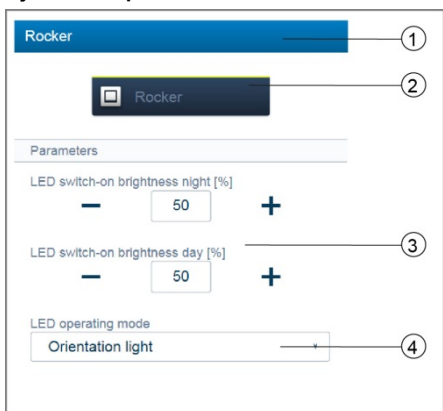 Rocker
1
2
Rocker
Parameters
LED switch-on brightness night [%]
− 50 +
3
LED switch-on brightness day [%]
− 50 +
LED operating mode
Orientation light
4